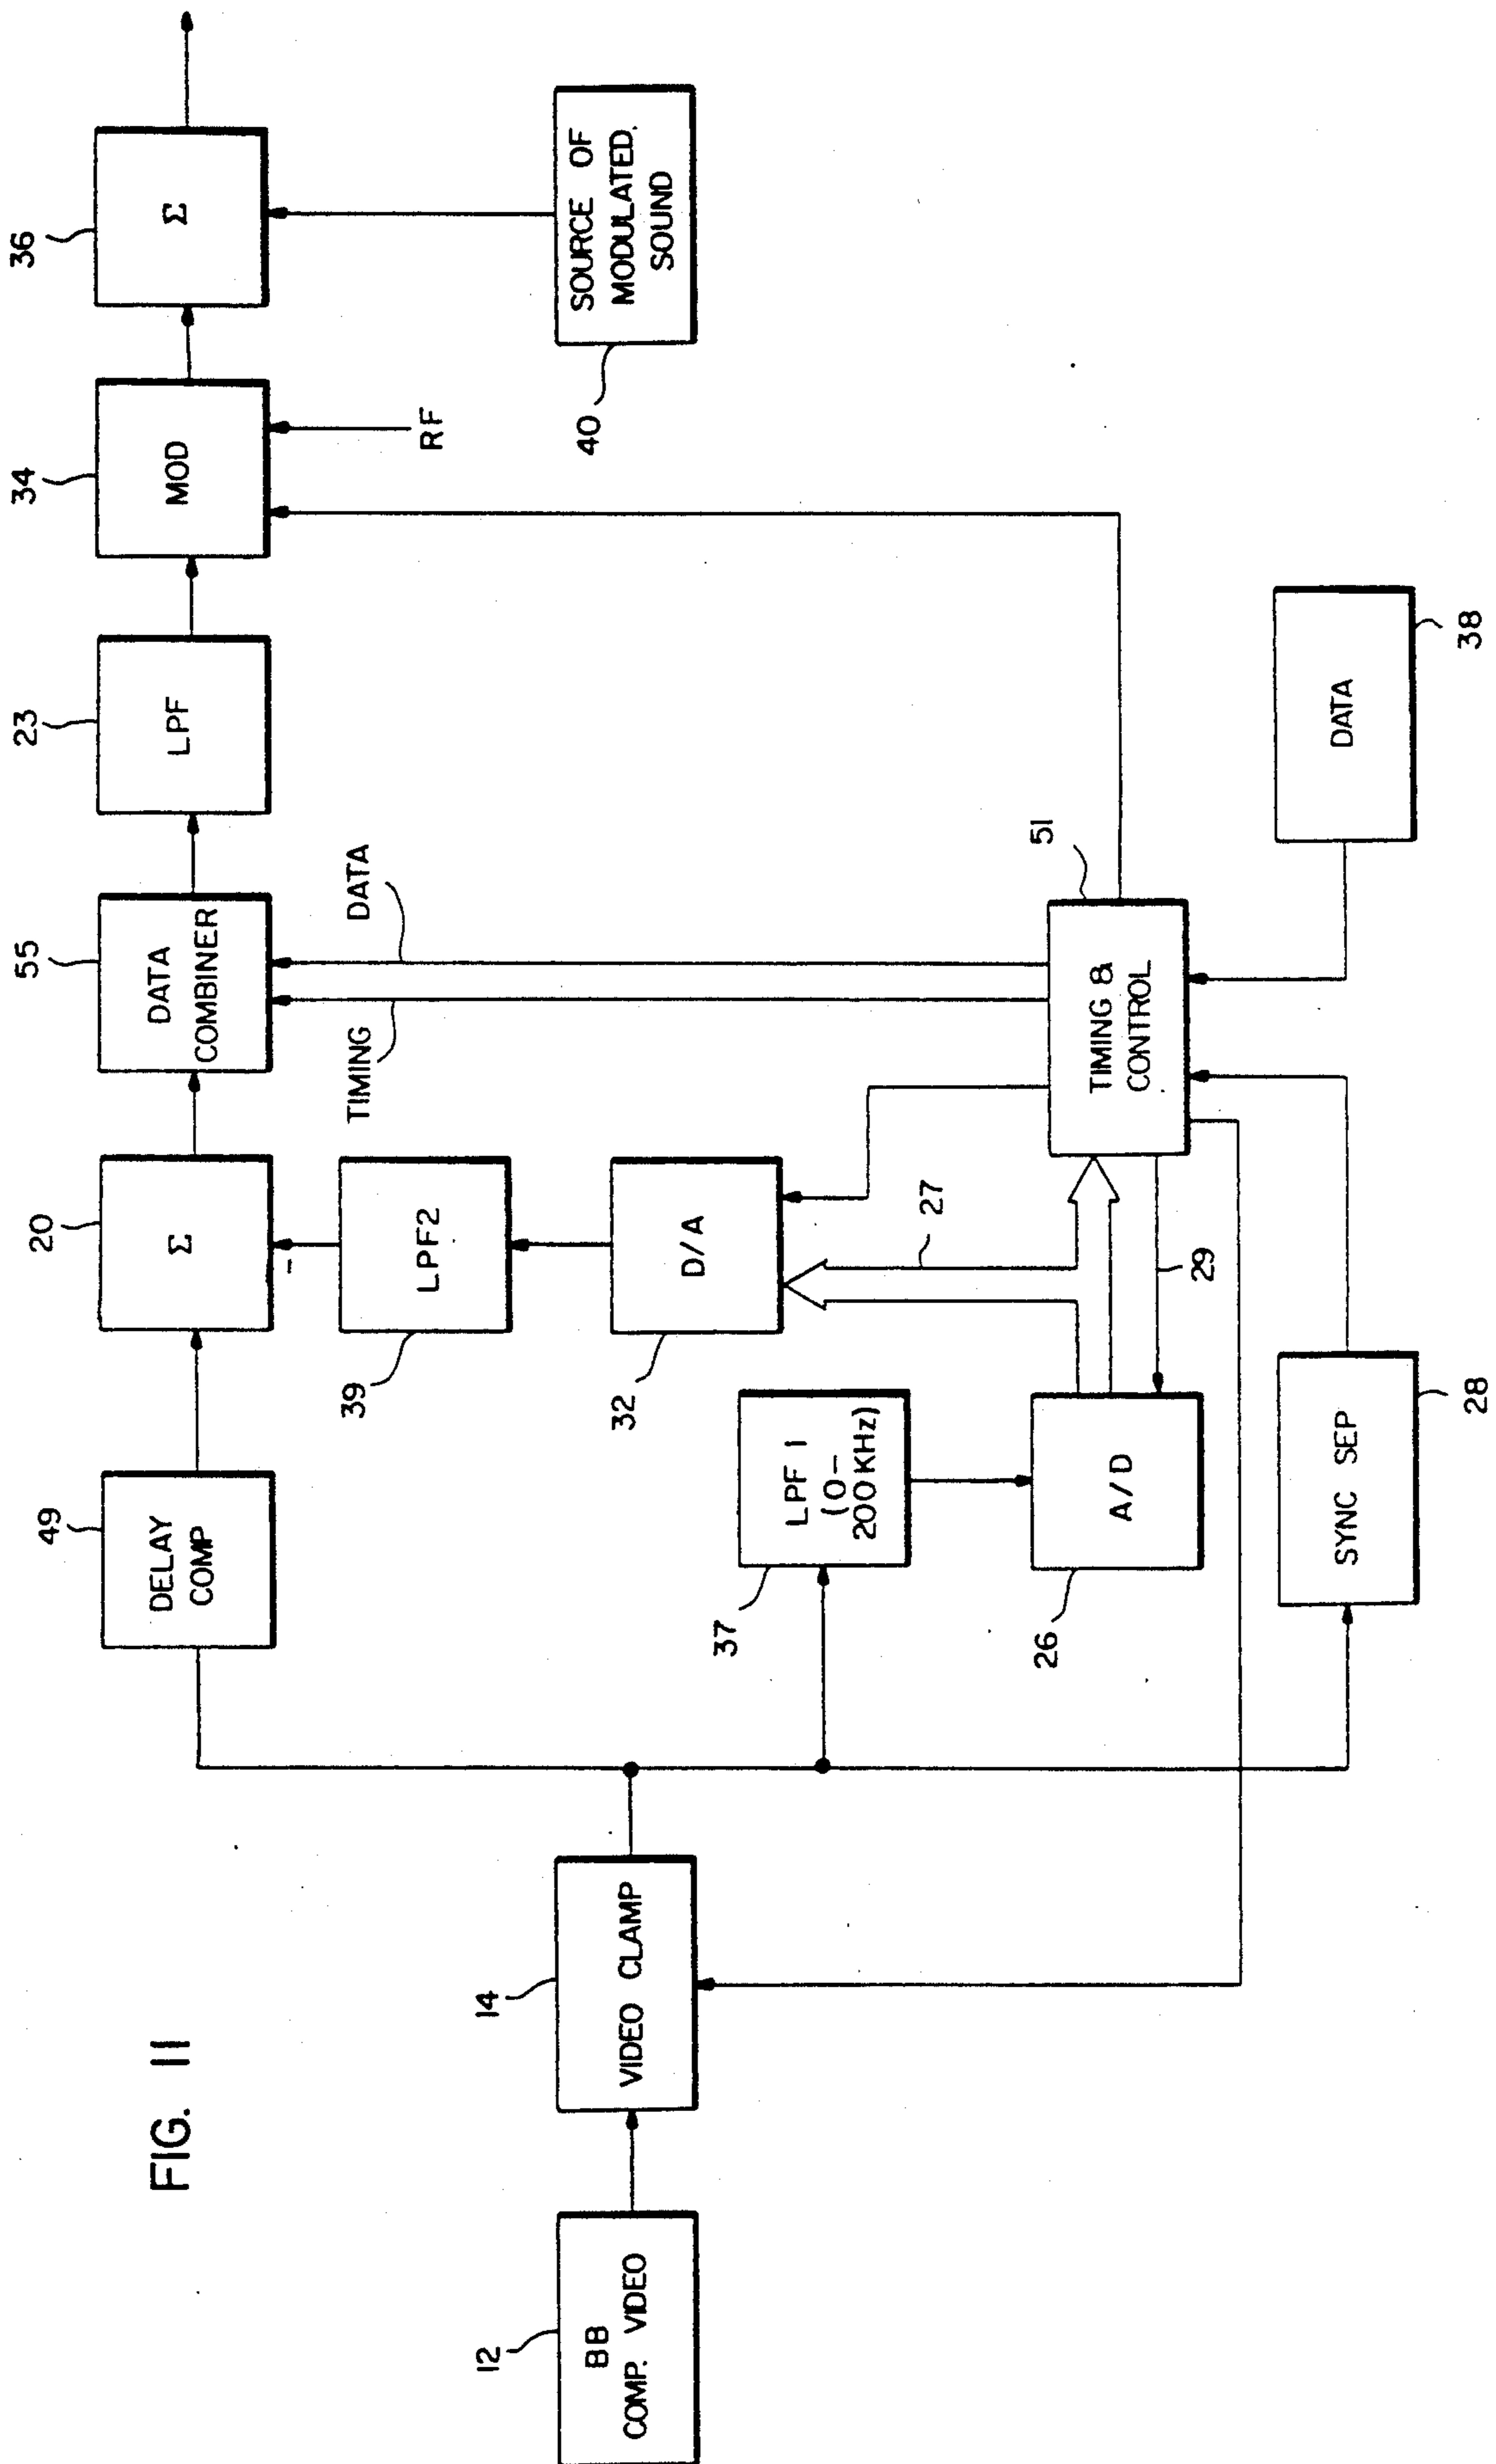 FIG. 11
12
BB
COMP. VIDEO
14
VIDEO CLAMP
49
DELAY
COMP
20
Σ
–
55
DATA
COMBINER
23
LPF
34
MOD
RF
36
Σ
SOURCE OF
MODULATED
SOUND
40
TIMING
DATA
39
LPF2
32
D/A
37
LPF 1
(0–
200KHz)
26
A/D
27
29
51
TIMING &
CONTROL
28
SYNC SEP
38
DATA